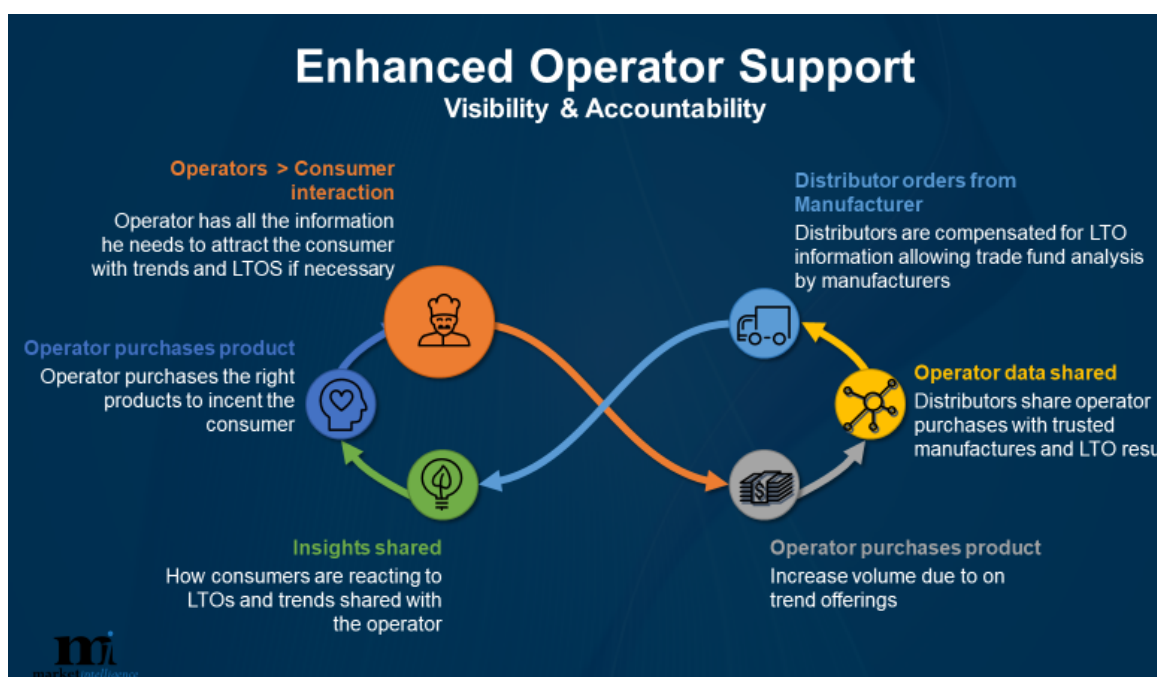 Enhanced Operator Support
Visibility & Accountability
Operators > Consumer
interaction
Operator has all the information
he needs to attract the consumer
with trends and LTOS if necessary
Distributor orders from
Manufacturer
Distributors are compensated for LTO
information allowing trade fund analysis
by manufacturers
Operator purchases product
Operator purchases the right
products to incent the
consumer
Operator data shared
Distributors share operator
purchases with trusted
manufactures and LTO resu
$
Insights shared
How consumers are reacting to
LTOs and trends shared with
the operator
Operator purchases product
Increase volume due to on
trend offerings
mi
market intelligence